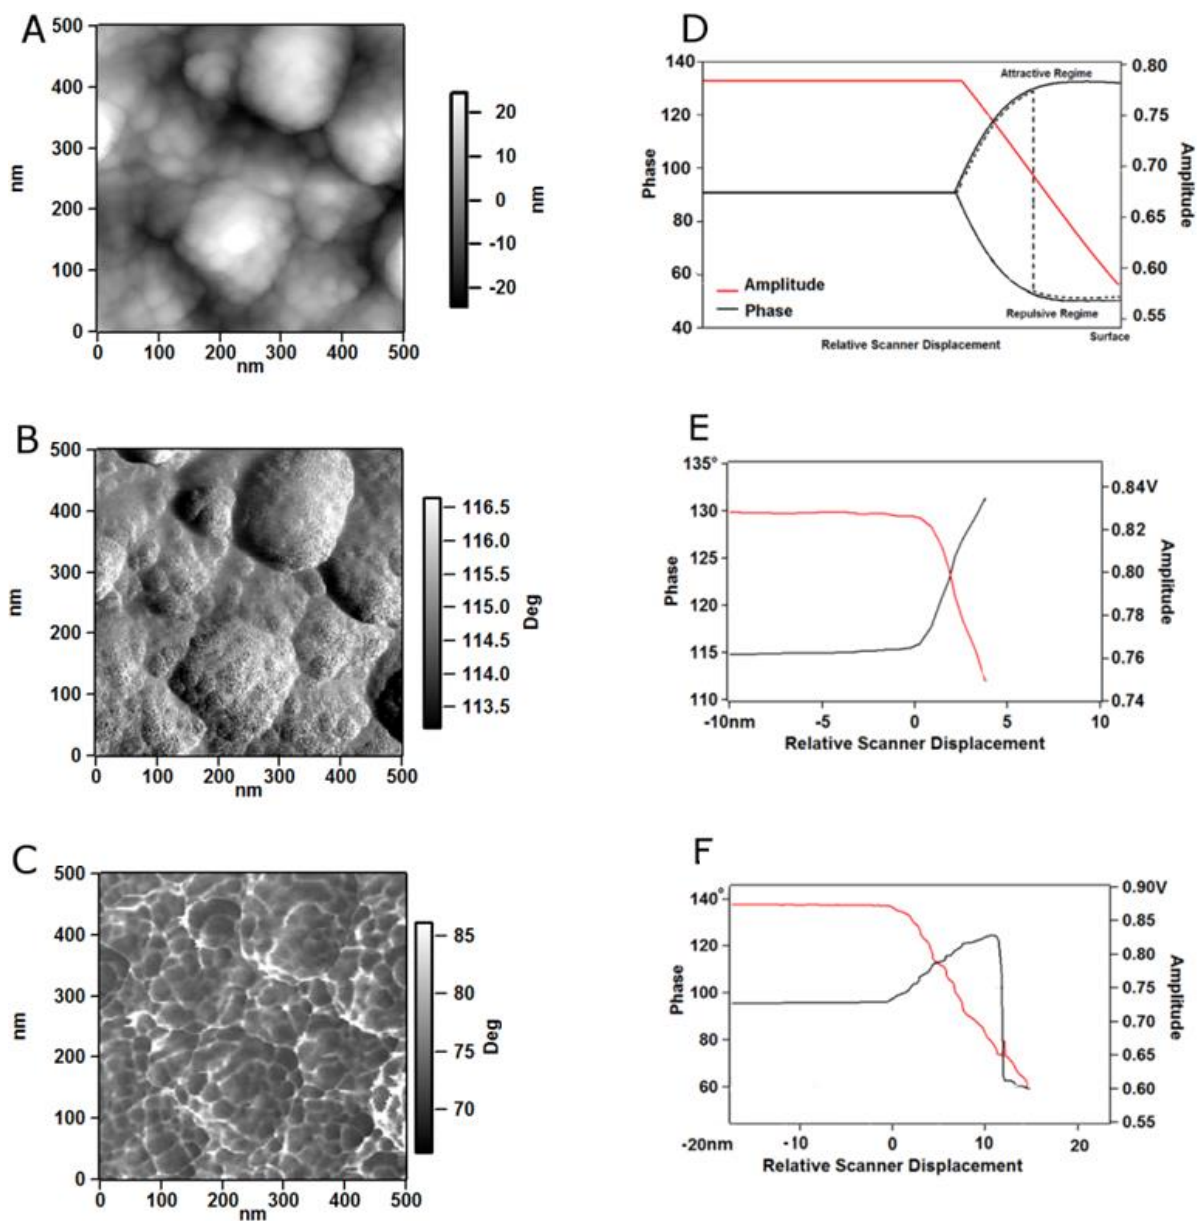 A
500
400
300
200
100
0
nm
0 100 200 300 400 500
nm
20
10
0
-10
-20
nm
B
500
400
300
200
100
0
nm
0 100 200 300 400 500
nm
116.5
116.0
115.5
115.0
114.5
114.0
113.5
Deg
C
500
400
300
200
100
0
nm
0 100 200 300 400 500
nm
85
80
75
70
Deg
D
140
120
100
80
60
40
Phase
Attractive Regime
Amplitude
Phase
Repulsive Regime
0.80
0.75
0.70
0.65
0.60
0.55
Amplitude
Surface
Relative Scanner Displacement
E
135°
130
125
120
115
110
Phase
0.84V
0.82
0.80
0.78
0.76
0.74
Amplitude
-10nm -5 0 5 10
Relative Scanner Displacement
F
140°
120
100
80
60
Phase
0.90V
0.85
0.80
0.75
0.70
0.65
0.60
0.55
Amplitude
-20nm -10 0 10 20
Relative Scanner Displacement